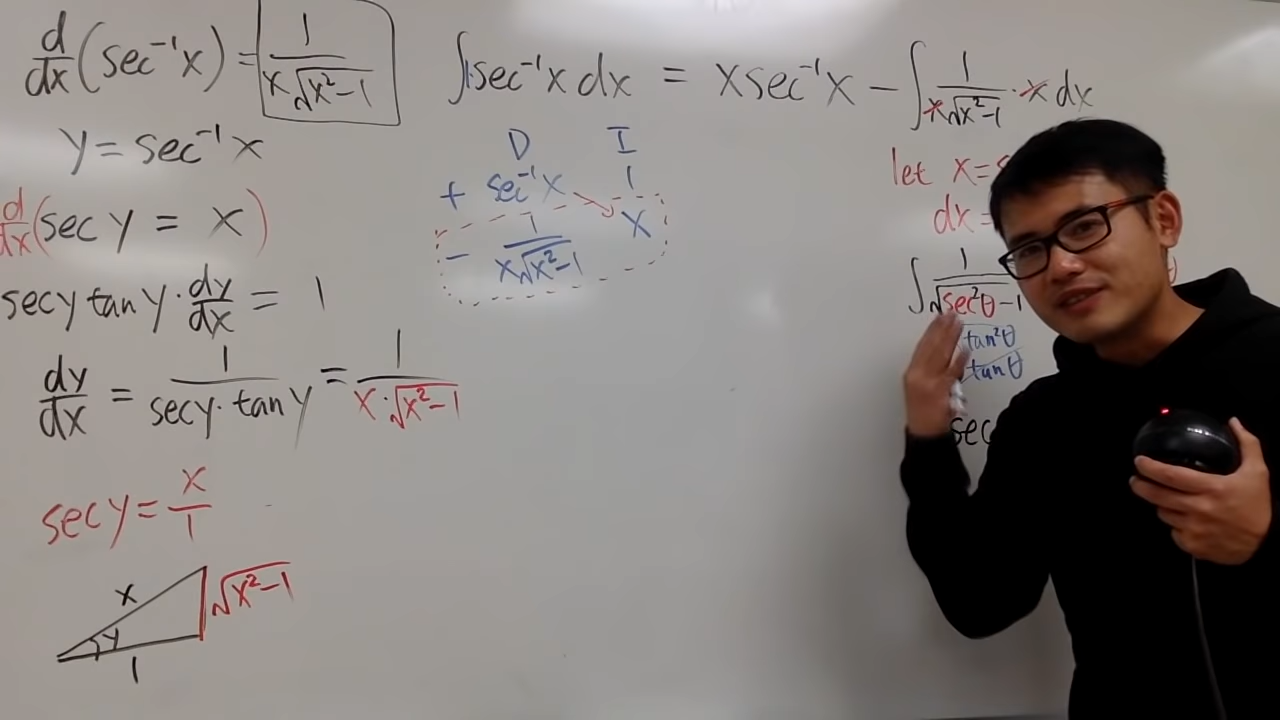 d/dx (sec⁻¹x) = 1/(x√(x²-1))
y = sec⁻¹x
d/dx (sec y = x)
sec y tan y · dy/dx = 1
dy/dx = 1/(sec y · tan y) = 1/(x · √(x²-1))
sec y = x/1
x
y
1
√(x²-1)
∫1·sec⁻¹x dx = x sec⁻¹x - ∫ 1/(x√(x²-1)) · x dx
D I
+ sec⁻¹x 1
- 1/(x√(x²-1)) x
let x =
dx =
∫ 1/√(sec²θ-1
tan²θ
tan θ
sec